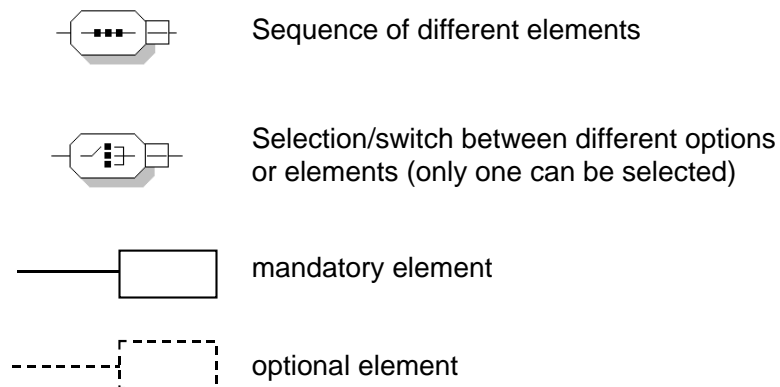 Sequence of different elements
Selection/switch between different options
or elements (only one can be selected)
mandatory element
optional element